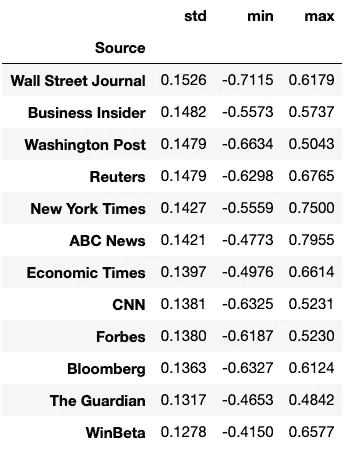 std min max
Source
Wall Street Journal 0.1526 -0.7115 0.6179
Business Insider 0.1482 -0.5573 0.5737
Washington Post 0.1479 -0.6634 0.5043
Reuters 0.1479 -0.6298 0.6765
New York Times 0.1427 -0.5559 0.7500
ABC News 0.1421 -0.4773 0.7955
Economic Times 0.1397 -0.4976 0.6614
CNN 0.1381 -0.6325 0.5231
Forbes 0.1380 -0.6187 0.5230
Bloomberg 0.1363 -0.6327 0.6124
The Guardian 0.1317 -0.4653 0.4842
WinBeta 0.1278 -0.4150 0.6577